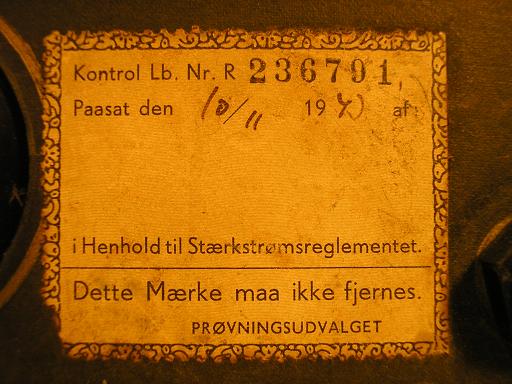 Kontrol Lb. Nr. R 236791
Paasat den 10/11 19 af:
i Henhold til Stærkstrømsreglementet.
Dette Mærke maa ikke fjernes.
PRØVNINGSUDVALGET